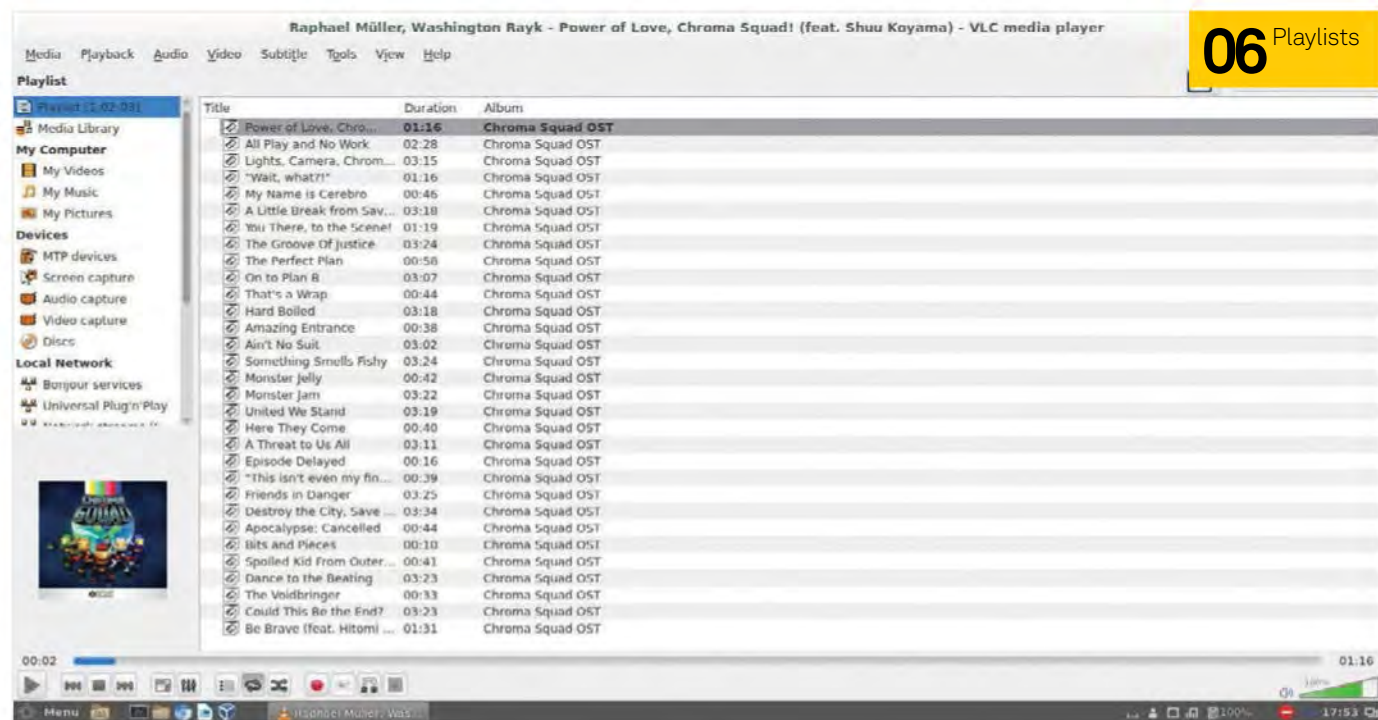 Raphael Müller, Washington Rayk - Power of Love, Chroma Squad! (feat. Shuu Koyama) - VLC media player
06 Playlists
Media Playback Audio Video Subtitle Tools View Help
Playlist
Playlist [1:02:03]
Media Library
My Computer
My Videos
My Music
My Pictures
Devices
MTP devices
Screen capture
Audio capture
Video capture
Discs
Local Network
Bonjour services
Universal Plug'n'Play
Title Duration Album
Power of Love, Chro... 01:16 Chroma Squad OST
All Play and No Work 02:28 Chroma Squad OST
Lights, Camera, Chrom... 03:15 Chroma Squad OST
"Wait, what?!" 01:16 Chroma Squad OST
My Name is Cerebro 00:46 Chroma Squad OST
A Little Break from Sav... 03:18 Chroma Squad OST
You There, to the Scene! 01:19 Chroma Squad OST
The Groove Of Justice 03:24 Chroma Squad OST
The Perfect Plan 00:58 Chroma Squad OST
On to Plan B 03:07 Chroma Squad OST
That's a Wrap 00:44 Chroma Squad OST
Hard Boiled 03:18 Chroma Squad OST
Amazing Entrance 00:38 Chroma Squad OST
Ain't No Suit 03:02 Chroma Squad OST
Something Smells Fishy 03:24 Chroma Squad OST
Monster Jelly 00:42 Chroma Squad OST
Monster Jam 03:22 Chroma Squad OST
United We Stand 03:19 Chroma Squad OST
Here They Come 00:40 Chroma Squad OST
A Threat to Us All 03:11 Chroma Squad OST
Episode Delayed 00:16 Chroma Squad OST
"This isn't even my fin... 00:39 Chroma Squad OST
Friends in Danger 03:25 Chroma Squad OST
Destroy the City, Save ... 03:34 Chroma Squad OST
Apocalypse: Cancelled 00:44 Chroma Squad OST
Bits and Pieces 00:10 Chroma Squad OST
Spoiled Kid From Outer... 00:41 Chroma Squad OST
Dance to the Beating 03:23 Chroma Squad OST
The Voidbringer 00:33 Chroma Squad OST
Could This Be the End? 03:23 Chroma Squad OST
Be Brave (feat. Hitomi ... 01:31 Chroma Squad OST
CHROMA SQUAD
00:02 01:16
100%
Menu Raphael Müller, Was... 100% 17:53